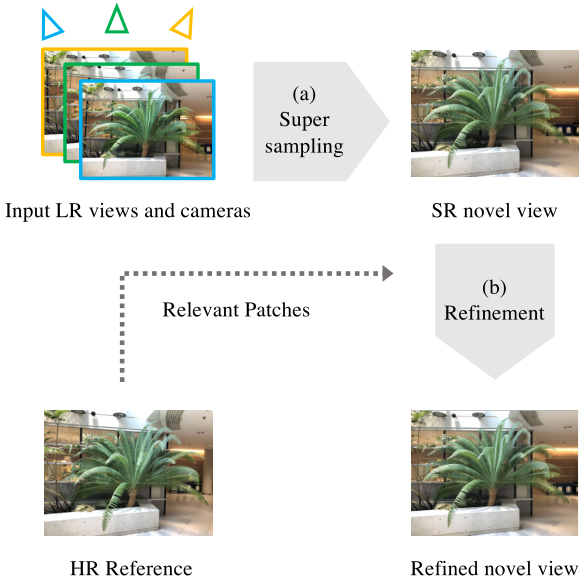 (a)
Super
sampling
Input LR views and cameras
SR novel view
(b)
Refinement
Relevant Patches
HR Reference
Refined novel view